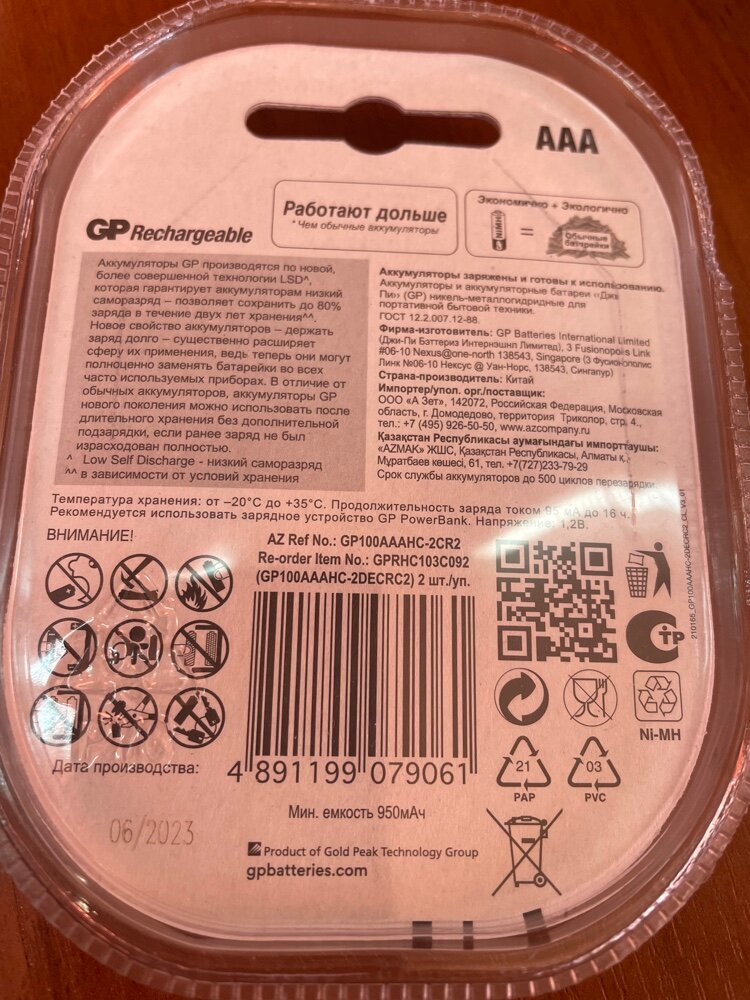 AAA
GP Rechargeable
Работают дольше
* Чем обычные аккумуляторы
Экономично + Экологично
GP NiMH
=
Обычные
батарейки
Аккумуляторы GP производятся по новой,
более совершенной технологии LSD^,
которая гарантирует аккумуляторам низкий
саморазряд – позволяет сохранить до 80%
заряда в течение двух лет хранения^^.
Новое свойство аккумуляторов – держать
заряд долго – существенно расширяет
сферу их применения, ведь теперь они могут
полноценно заменять батарейки во всех
часто используемых приборах. В отличие от
обычных аккумуляторов, аккумуляторы GP
нового поколения можно использовать после
длительного хранения без дополнительной
подзарядки, если ранее заряд не был
израсходован полностью.
^ Low Self Discharge - низкий саморазряд
^^ в зависимости от условий хранения
Аккумуляторы заряжены и готовы к использованию.
Аккумуляторы и аккумуляторные батареи «Джи
Пи» (GP) никель-металлогидридные для
портативной бытовой техники.
ГОСТ 12.2.007.12-88.
Фирма-изготовитель: GP Batteries International Limited
(Джи-Пи Бэттериз Интернэшнл Лимитед), 3 Fusionopolis Link
#06-10 Nexus@one-north 138543, Singapore (3 Фусионополис
Линк №06-10 Нексус @ Уан-Норс, 138543, Сингапур)
Страна-производитель: Китай
Импортер/упол. орг./поставщик:
ООО «А Зет», 142072, Российская Федерация, Московская
область, г. Домодедово, территория Триколор, стр. 4.,
тел.: +7 (495) 926-50-50, www.azcompany.ru
Қазақстан Республикасы аумағындағы импорттаушы:
«AZMAK» ЖШС, Қазақстан Республикасы, Алматы қ.,
Мұратбаев көшесі, 61, тел.:+7(727)233-79-29
Срок службы аккумуляторов до 500 циклов перезарядки.
Температура хранения: от –20°C до +35°C. Продолжительность заряда током 95 мА до 16 ч.
Рекомендуется использовать зарядное устройство GP PowerBank. Напряжение: 1,2В.
ВНИМАНИЕ!
AZ Ref No.: GP100AAAHC-2CR2
Re-order Item No.: GPRHC103C092
(GP100AAAHC-2DECRC2) 2 шт./уп.
210165_GP100AAAHC-2DECRC2_CL_V3_01
Стр
Ni-MH
21
PAP
03
PVC
4 891199 079061
Дата производства:
06/2023
Мин. емкость 950мАч
Product of Gold Peak Technology Group
gpbatteries.com